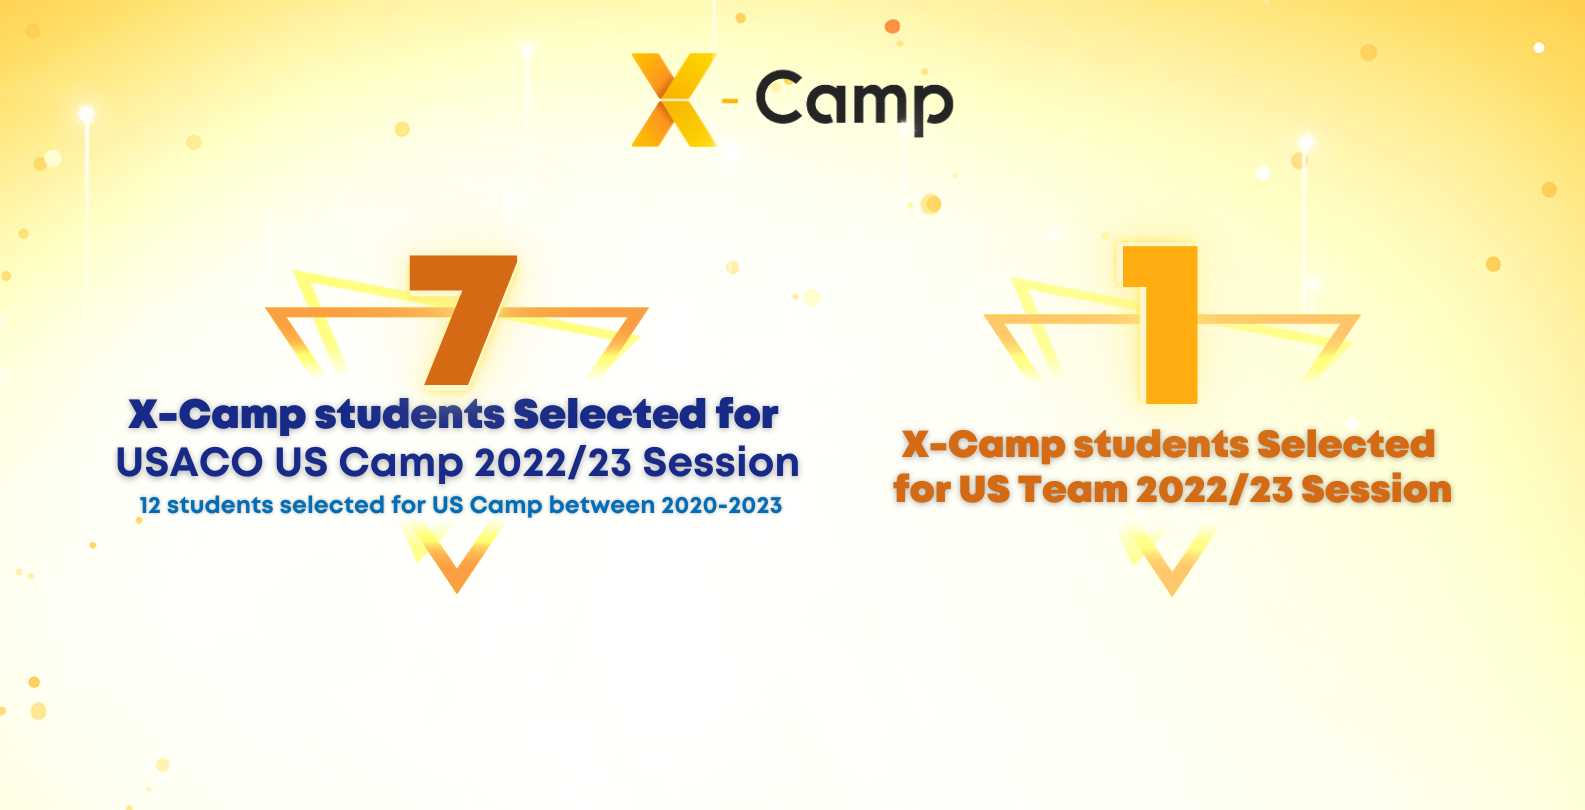 X-Camp
7
X-Camp students Selected for
USACO US Camp 2022/23 Session
12 students selected for US Camp between 2020-2023
1
X-Camp students Selected
for US Team 2022/23 Session